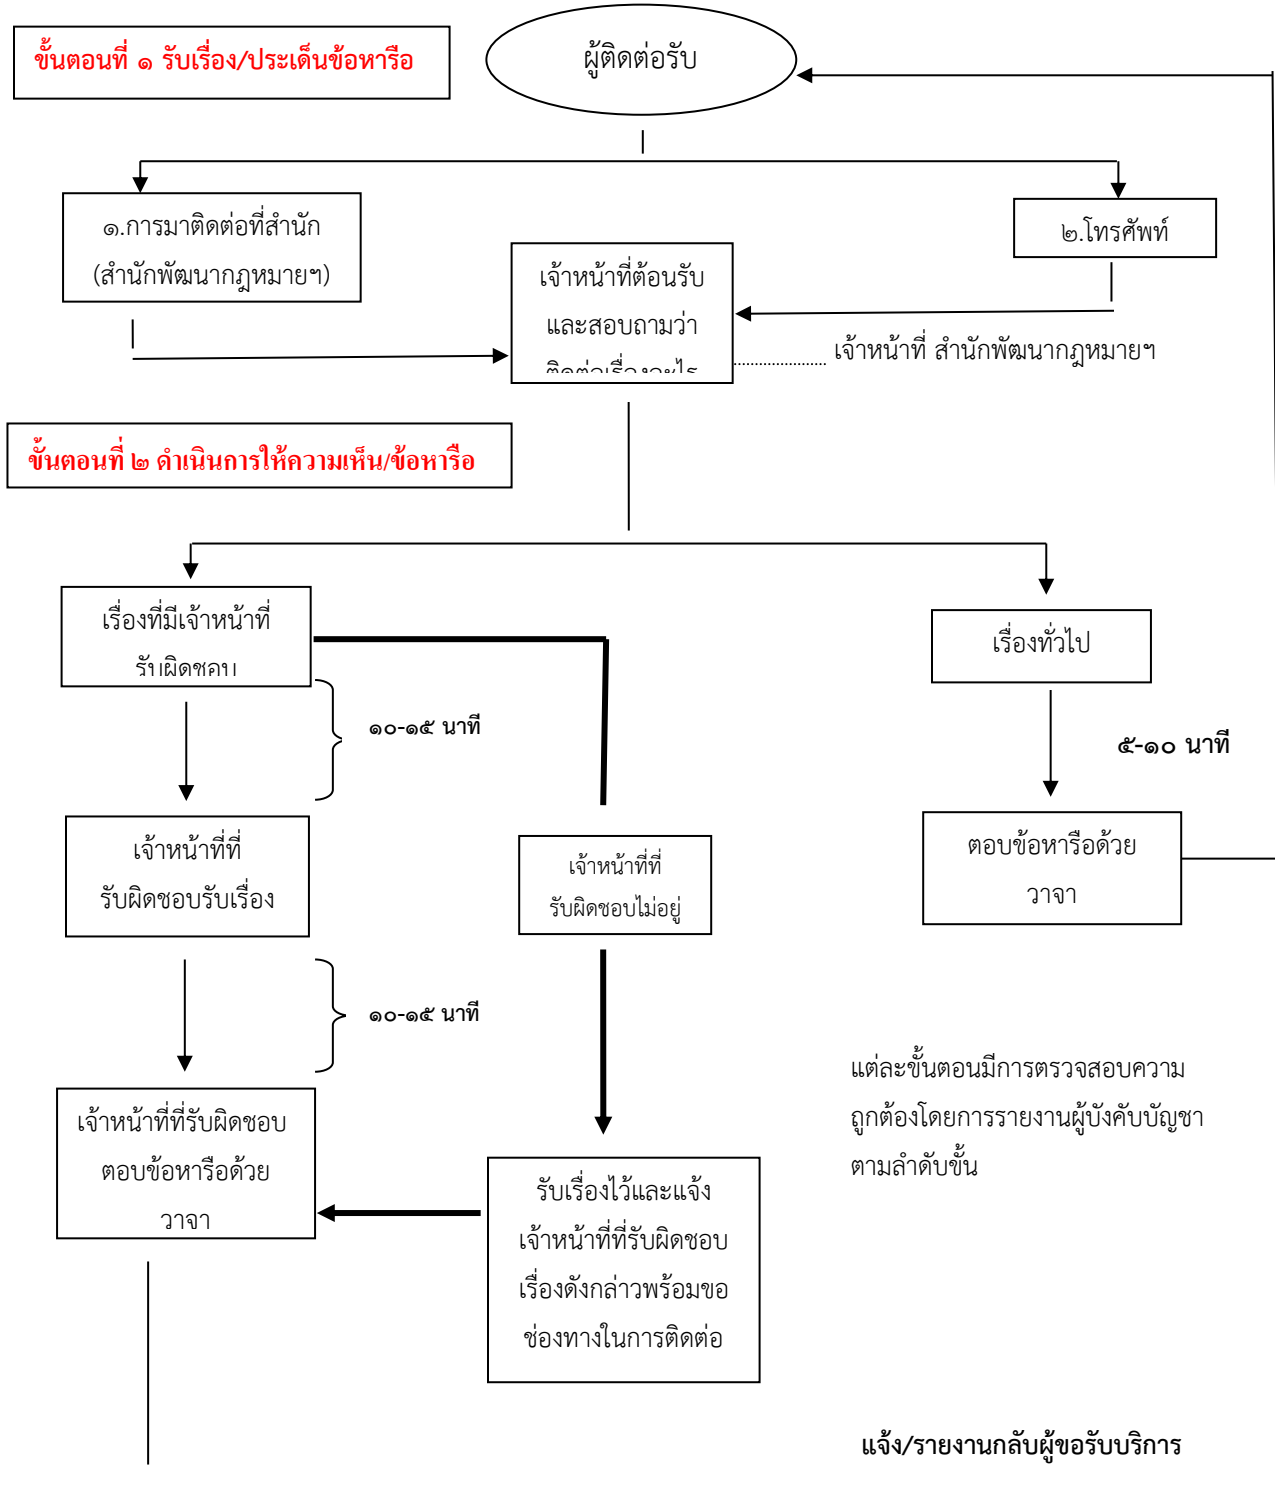 ขั้นตอนที่ ๑ รับเรื่อง/ประเด็นข้อหารือ
ผู้ติดต่อรับ
๑.การมาติดต่อที่สำนัก
(สำนักพัฒนากฎหมายฯ)
๒.โทรศัพท์
เจ้าหน้าที่ต้อนรับ
และสอบถามว่า
ติดต่อเรื่องอะไร
เจ้าหน้าที่ สำนักพัฒนากฎหมายฯ
ขั้นตอนที่ ๒ ดำเนินการให้ความเห็น/ข้อหารือ
เรื่องที่มีเจ้าหน้าที่
รับผิดชอบ
เรื่องทั่วไป
๑๐-๑๕ นาที
๕-๑๐ นาที
เจ้าหน้าที่ที่
รับผิดชอบรับเรื่อง
เจ้าหน้าที่ที่
รับผิดชอบไม่อยู่
ตอบข้อหารือด้วย
วาจา
๑๐-๑๕ นาที
แต่ละขั้นตอนมีการตรวจสอบความ
ถูกต้องโดยการรายงานผู้บังคับบัญชา
ตามลำดับขั้น
เจ้าหน้าที่ที่รับผิดชอบ
ตอบข้อหารือด้วย
วาจา
รับเรื่องไว้และแจ้ง
เจ้าหน้าที่ที่รับผิดชอบ
เรื่องดังกล่าวพร้อมขอ
ช่องทางในการติดต่อ
แจ้ง/รายงานกลับผู้ขอรับบริการ